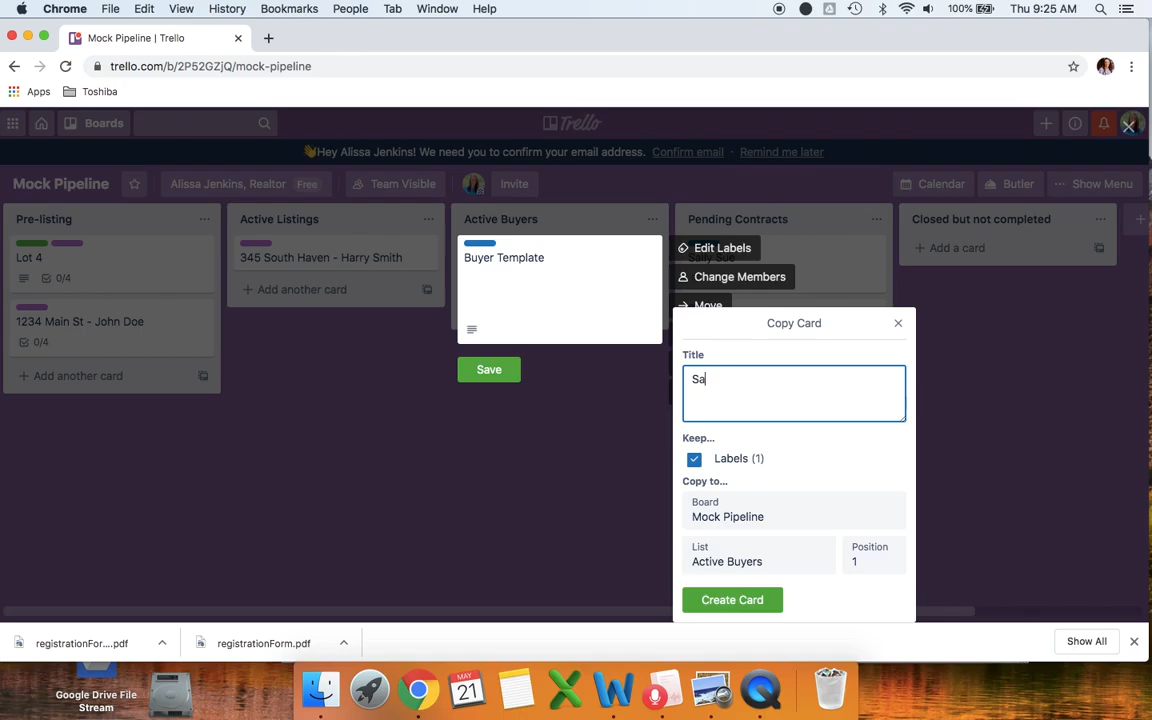 Chrome File Edit View History Bookmarks People Tab Window Help 100% Thu 9:25 AM
Mock Pipeline | Trello
trello.com/b/2P52GZjQ/mock-pipeline
Apps Toshiba
Boards Trello
👋Hey Alissa Jenkins! We need you to confirm your email address. Confirm email · Remind me later
Mock Pipeline Alissa Jenkins, Realtor Free Team Visible Invite Calendar Butler ··· Show Menu
Pre-listing ··· Active Listings ··· Active Buyers ··· Pending Contracts ··· Closed but not completed ···
Lot 4
0/4
1234 Main St - John Doe
0/4
+ Add another card
345 South Haven - Harry Smith
+ Add another card
Buyer Template
Save
Sally Sue
+ Add a card
Edit Labels
Change Members
Move
Copy Card
Title
Sa
Keep...
Labels (1)
Copy to...
Board
Mock Pipeline
List
Active Buyers
Position
1
Create Card
registrationFor....pdf registrationForm.pdf Show All
Google Drive File
Stream
MAY
21